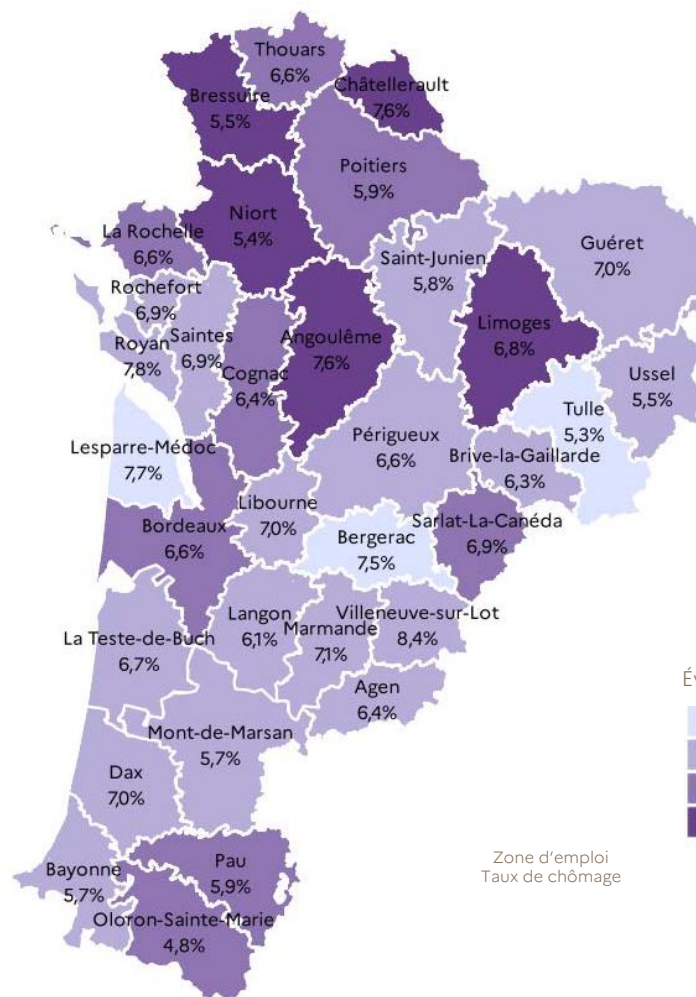 Thouars
6,6%
Châtellerault
7,6%
Bressuire
5,5%
Poitiers
5,9%
Niort
5,4%
La Rochelle
6,6%
Saint-Junien
5,8%
Guéret
7,0%
Rochefort
6,9%
Saintes
6,9%
Royan
7,8%
Cognac
6,4%
Angoulême
7,6%
Limoges
6,8%
Ussel
5,5%
Tulle
5,3%
Lesparre-Médoc
7,7%
Périgueux
6,6%
Brive-la-Gaillarde
6,3%
Libourne
7,0%
Bordeaux
6,6%
Sarlat-La-Canéda
6,9%
Bergerac
7,5%
Langon
6,1%
Marmande
7,1%
Villeneuve-sur-Lot
8,4%
La Teste-de-Buch
6,7%
Agen
6,4%
Mont-de-Marsan
5,7%
Dax
7,0%
Bayonne
5,7%
Pau
5,9%
Oloron-Sainte-Marie
4,8%
Év
Zone d'emploi
Taux de chômage